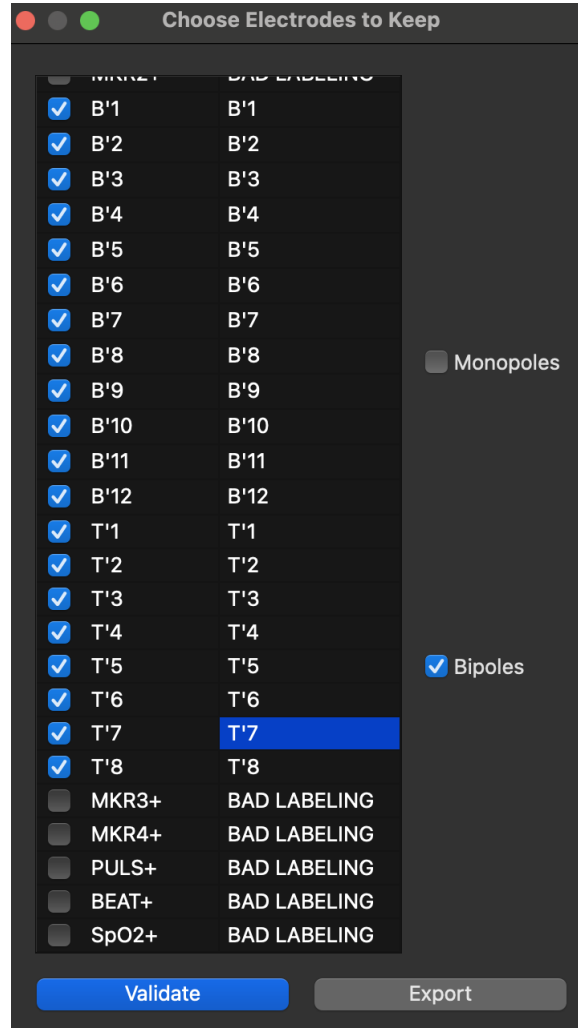 Choose Electrodes to Keep
MKR2+ BAD LABELING
B'1 B'1
B'2 B'2
B'3 B'3
B'4 B'4
B'5 B'5
B'6 B'6
B'7 B'7
B'8 B'8
Monopoles
B'9 B'9
B'10 B'10
B'11 B'11
B'12 B'12
T'1 T'1
T'2 T'2
T'3 T'3
T'4 T'4
T'5 T'5
Bipoles
T'6 T'6
T'7 T'7
T'8 T'8
MKR3+ BAD LABELING
MKR4+ BAD LABELING
PULS+ BAD LABELING
BEAT+ BAD LABELING
SpO2+ BAD LABELING
Validate Export